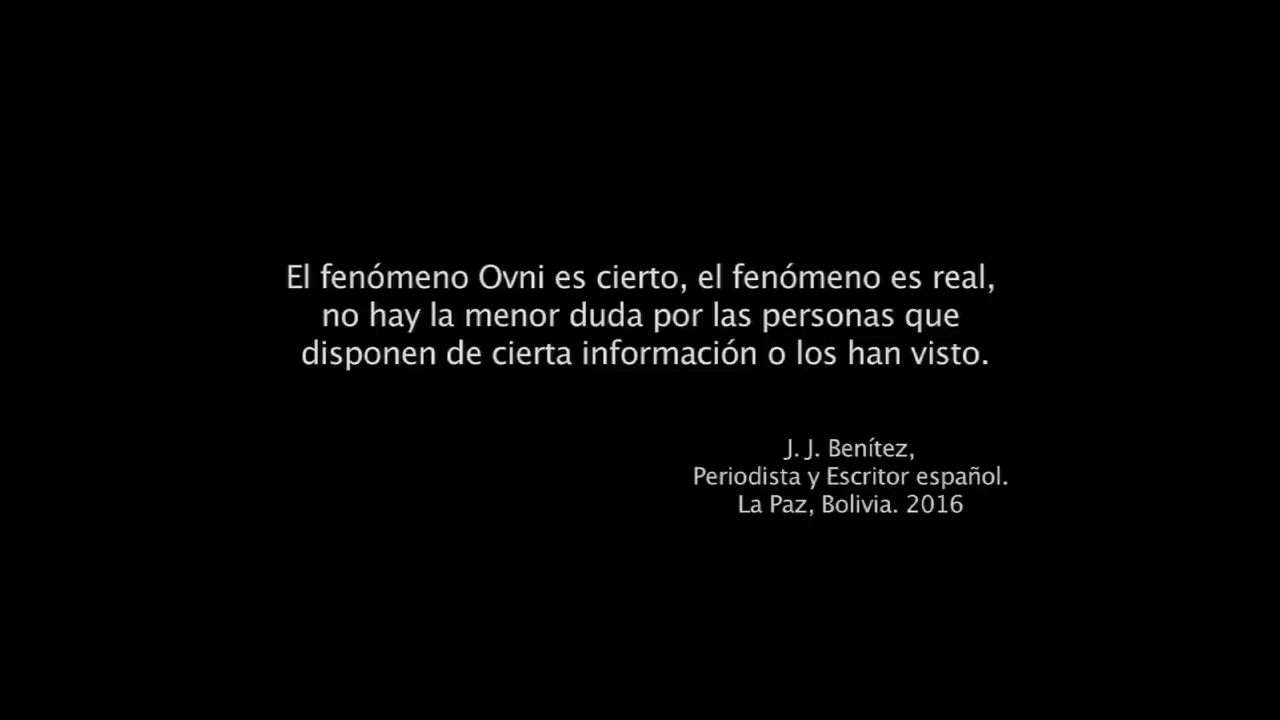 El fenómeno Ovni es cierto, el fenómeno es real,
no hay la menor duda por las personas que
disponen de cierta información o los han visto.
J. J. Benítez,
Periodista y Escritor español.
La Paz, Bolivia. 2016